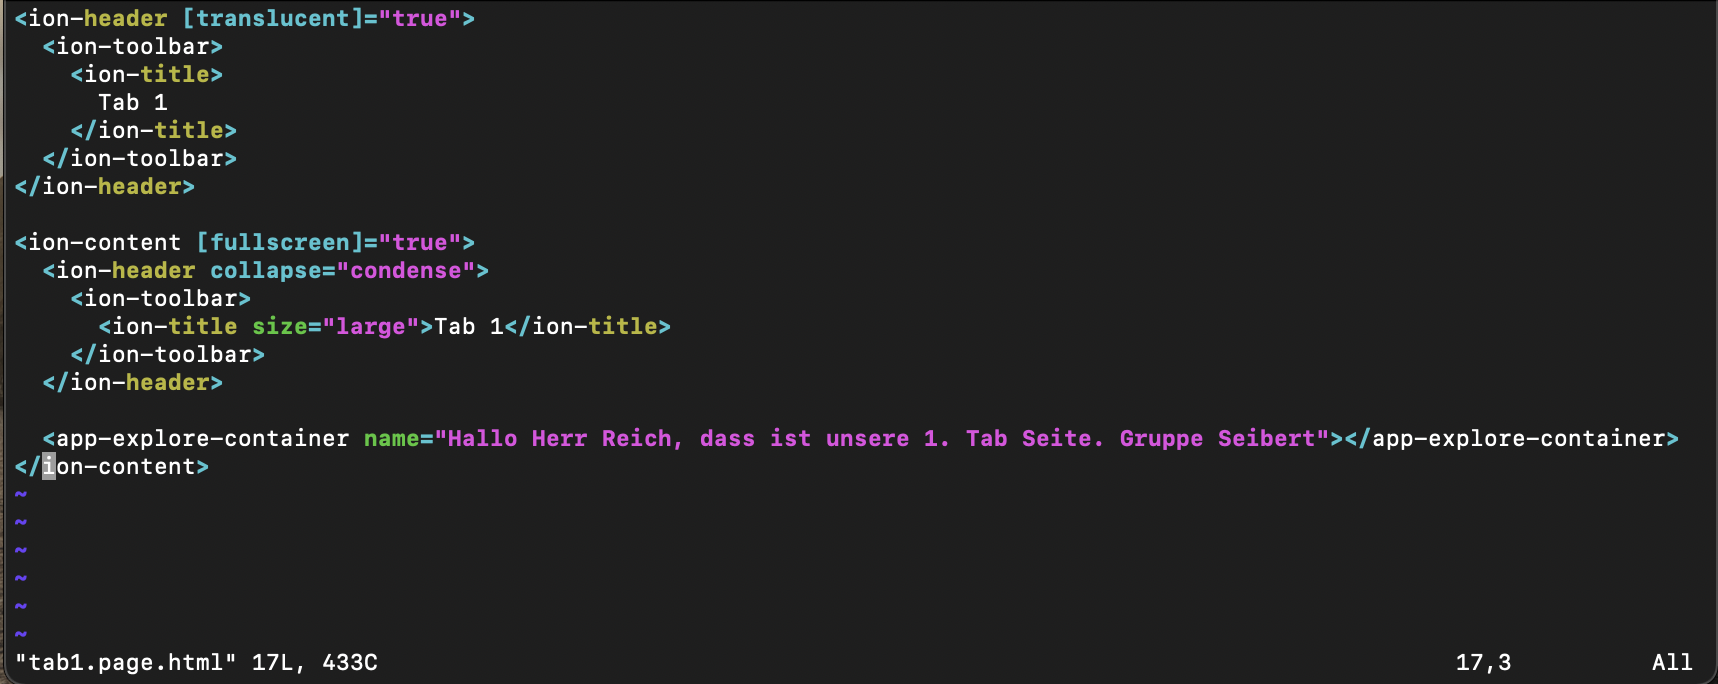 <ion-header [translucent]="true">
  <ion-toolbar>
    <ion-title>
      Tab 1
    </ion-title>
  </ion-toolbar>
</ion-header>

<ion-content [fullscreen]="true">
  <ion-header collapse="condense">
    <ion-toolbar>
      <ion-title size="large">Tab 1</ion-title>
    </ion-toolbar>
  </ion-header>

  <app-explore-container name="Hallo Herr Reich, dass ist unsere 1. Tab Seite. Gruppe Seibert"></app-explore-container>
</ion-content>
~
~
~
~
~
~
"tab1.page.html" 17L, 433C 17,3 All